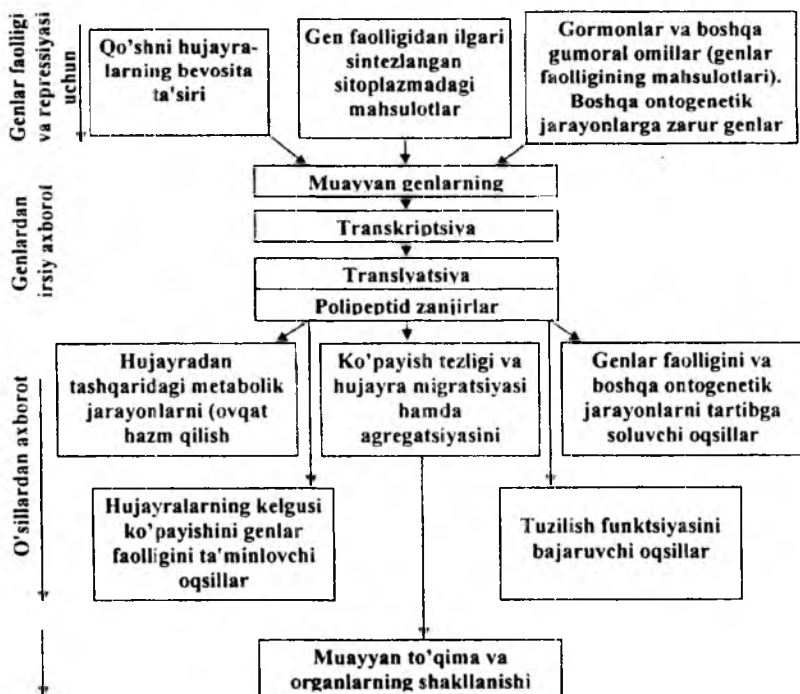 Genlar faolligi
va repressiyasi
uchun
Qo'shni hujayra-
larning bevosita
ta'siri
Gen faolligidan ilgari
sintezlangan
sitoplazmadagi
mahsulotlar
Gormonlar va boshqa
gumoral omillar (genlar
faolligining mahsulotlari).
Boshqa ontogenetik
jarayonlarga zarur genlar
Genlardan
irsiy axborot
Muayyan genlarning
Transkriptsiya
Translyatsiya
Polipeptid zanjirlar
O'sillardan axborot
Hujayradan
tashqaridagi metabolik
jarayonlarni (ovqat
hazm qilish
Ko'payish tezligi va
hujayra migratsiyasi
hamda
agregatsiyasini
Genlar faolligini va
boshqa ontogenetik
jarayonlarni tartibga
soluvchi oqsillar
Hujayralarning kelgusi
ko'payishini genlar
faolligini ta'minlovchi
oqsillar
Tuzilish funktsiyasini
bajaruvchi oqsillar
Muayyan to'qima va
organlarning shakllanishi